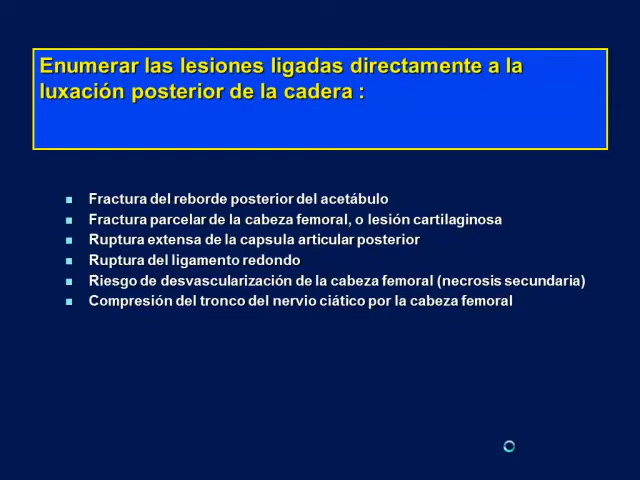 Enumerar las lesiones ligadas directamente a la
luxación posterior de la cadera :
Fractura del reborde posterior del acetábulo
Fractura parcelar de la cabeza femoral, o lesión cartilaginosa
Ruptura extensa de la capsula articular posterior
Ruptura del ligamento redondo
Riesgo de desvascularización de la cabeza femoral (necrosis secundaria)
Compresión del tronco del nervio ciático por la cabeza femoral